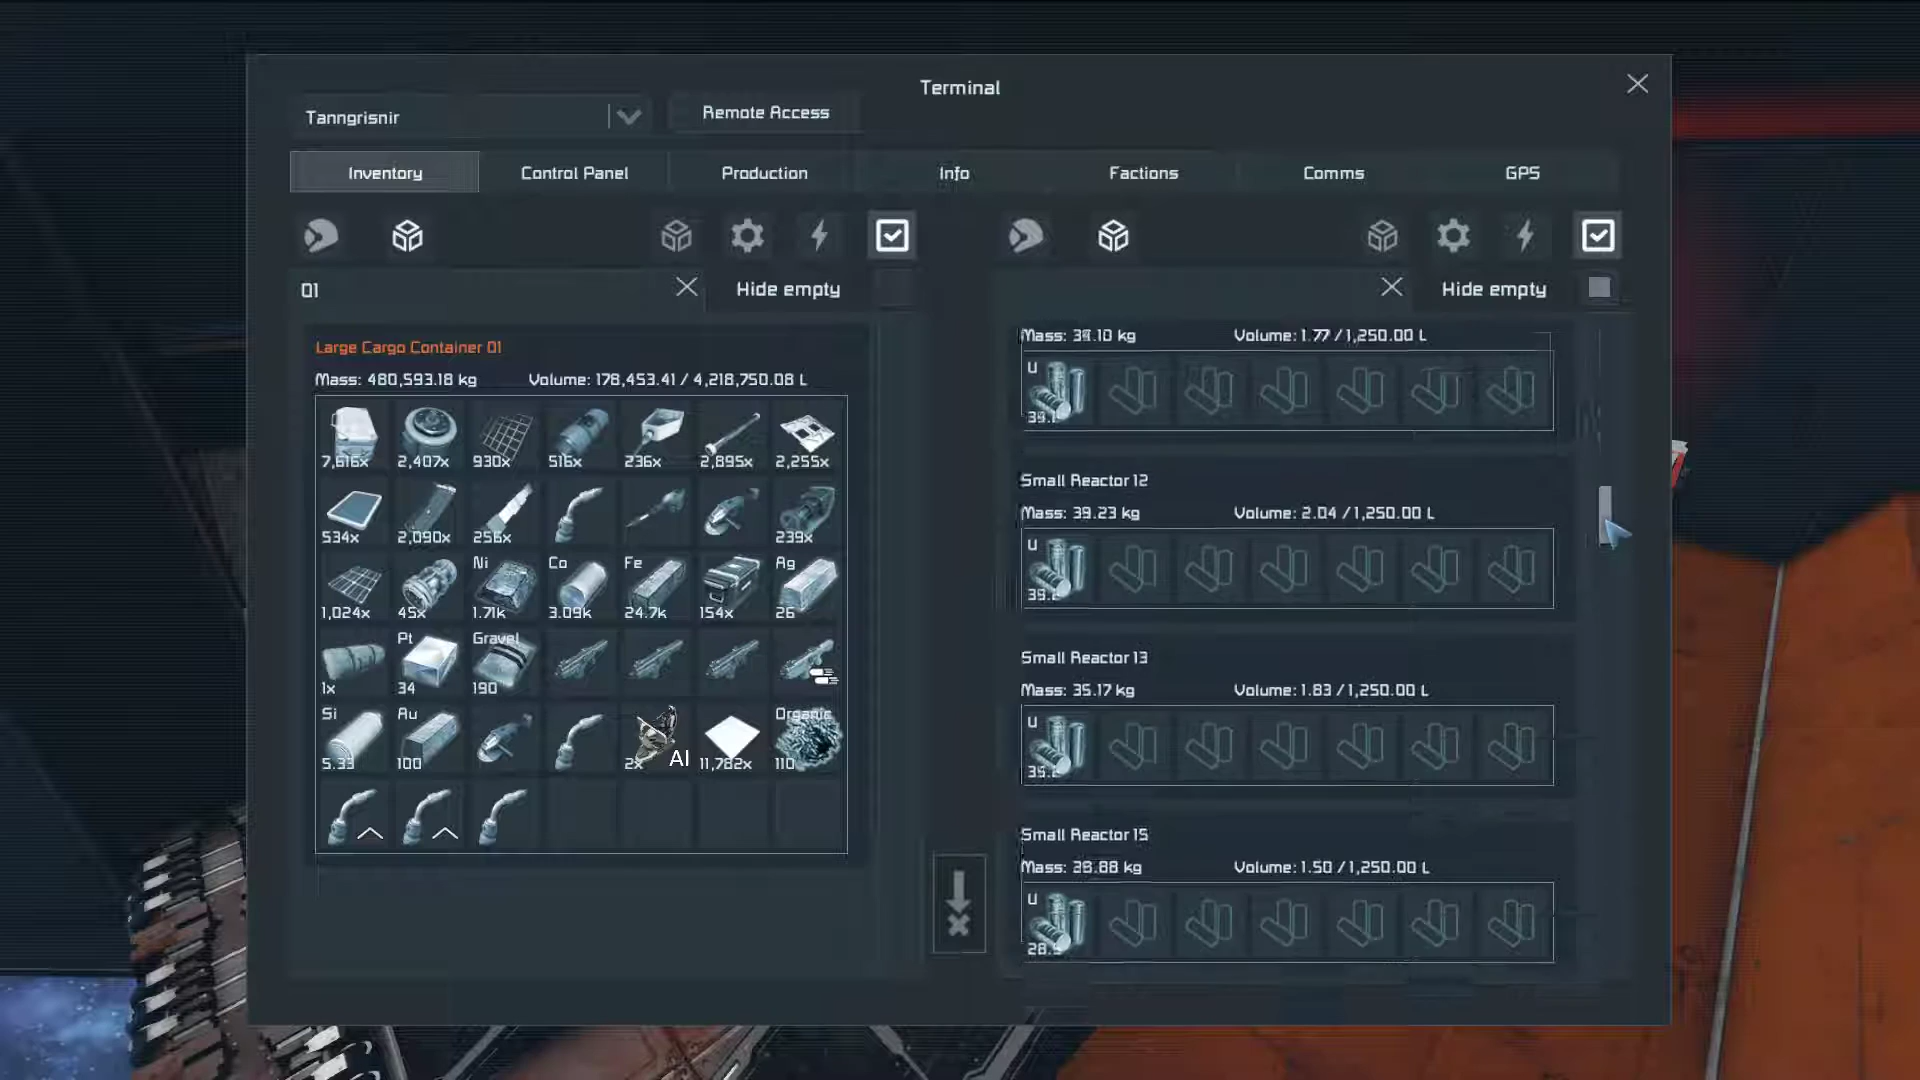 Terminal
Tanngrisnir
Remote Access
Inventory
Control Panel
Production
Info
Factions
Comms
GPS
01
Hide empty
Hide empty
Large Cargo Container 01
Mass: 480,593.18 kg
Volume: 178,453.41 / 4,218,750.08 L
7,616x
2,407x
930x
516x
236x
2,895x
2,255x
534x
2,090x
256x
239x
Ni
Co
Fe
Ag
1,024x
45x
1.71k
3.09k
24.7k
154x
26
Pt
Gravel
1x
34
190
Si
Au
Organic
5.33
100
2x
AI
11,782x
110
Volume: 1.77 / 1,250.00 L
U
Small Reactor 12
Mass: 39.23 kg
Volume: 2.04 / 1,250.00 L
U
39.2
Small Reactor 13
Mass: 35.17 kg
Volume: 1.83 / 1,250.00 L
U
35.2
Small Reactor 15
Volume: 1.50 / 1,250.00 L
U